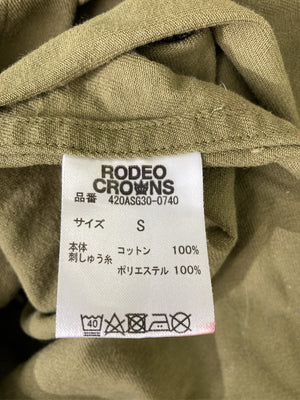 RODEO
CROWNS
品番 420ASG30-0740
サイズ S
本体 コットン 100%
刺しゅう糸 ポリエステル 100%
40